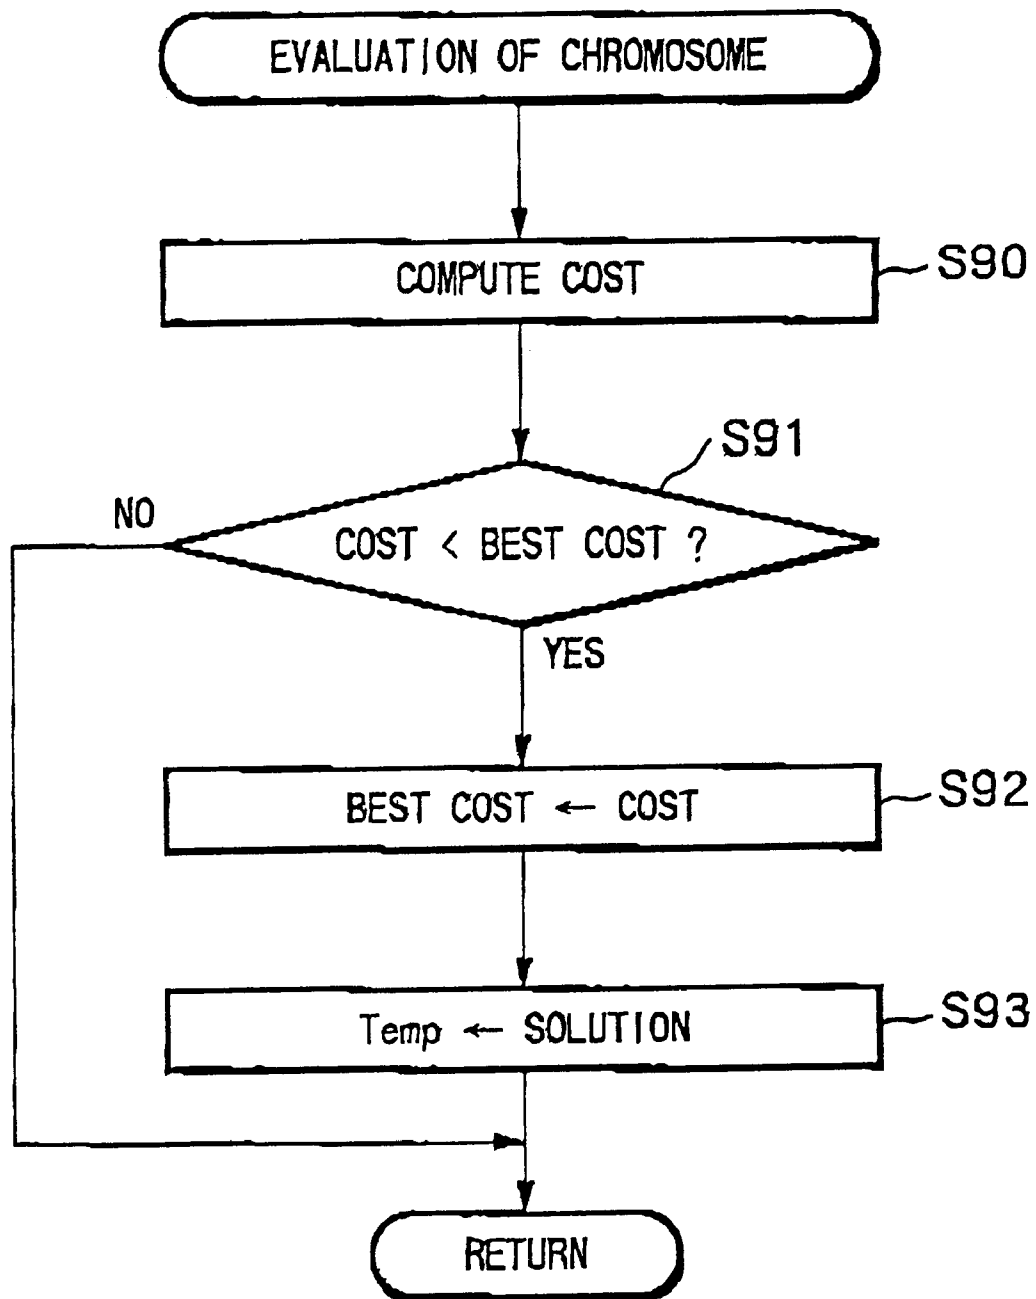 EVALUATION OF CHROMOSOME
COMPUTE COST
S90
S91
NO
COST < BEST COST ?
YES
BEST COST ← COST
S92
Temp ← SOLUTION
S93
RETURN